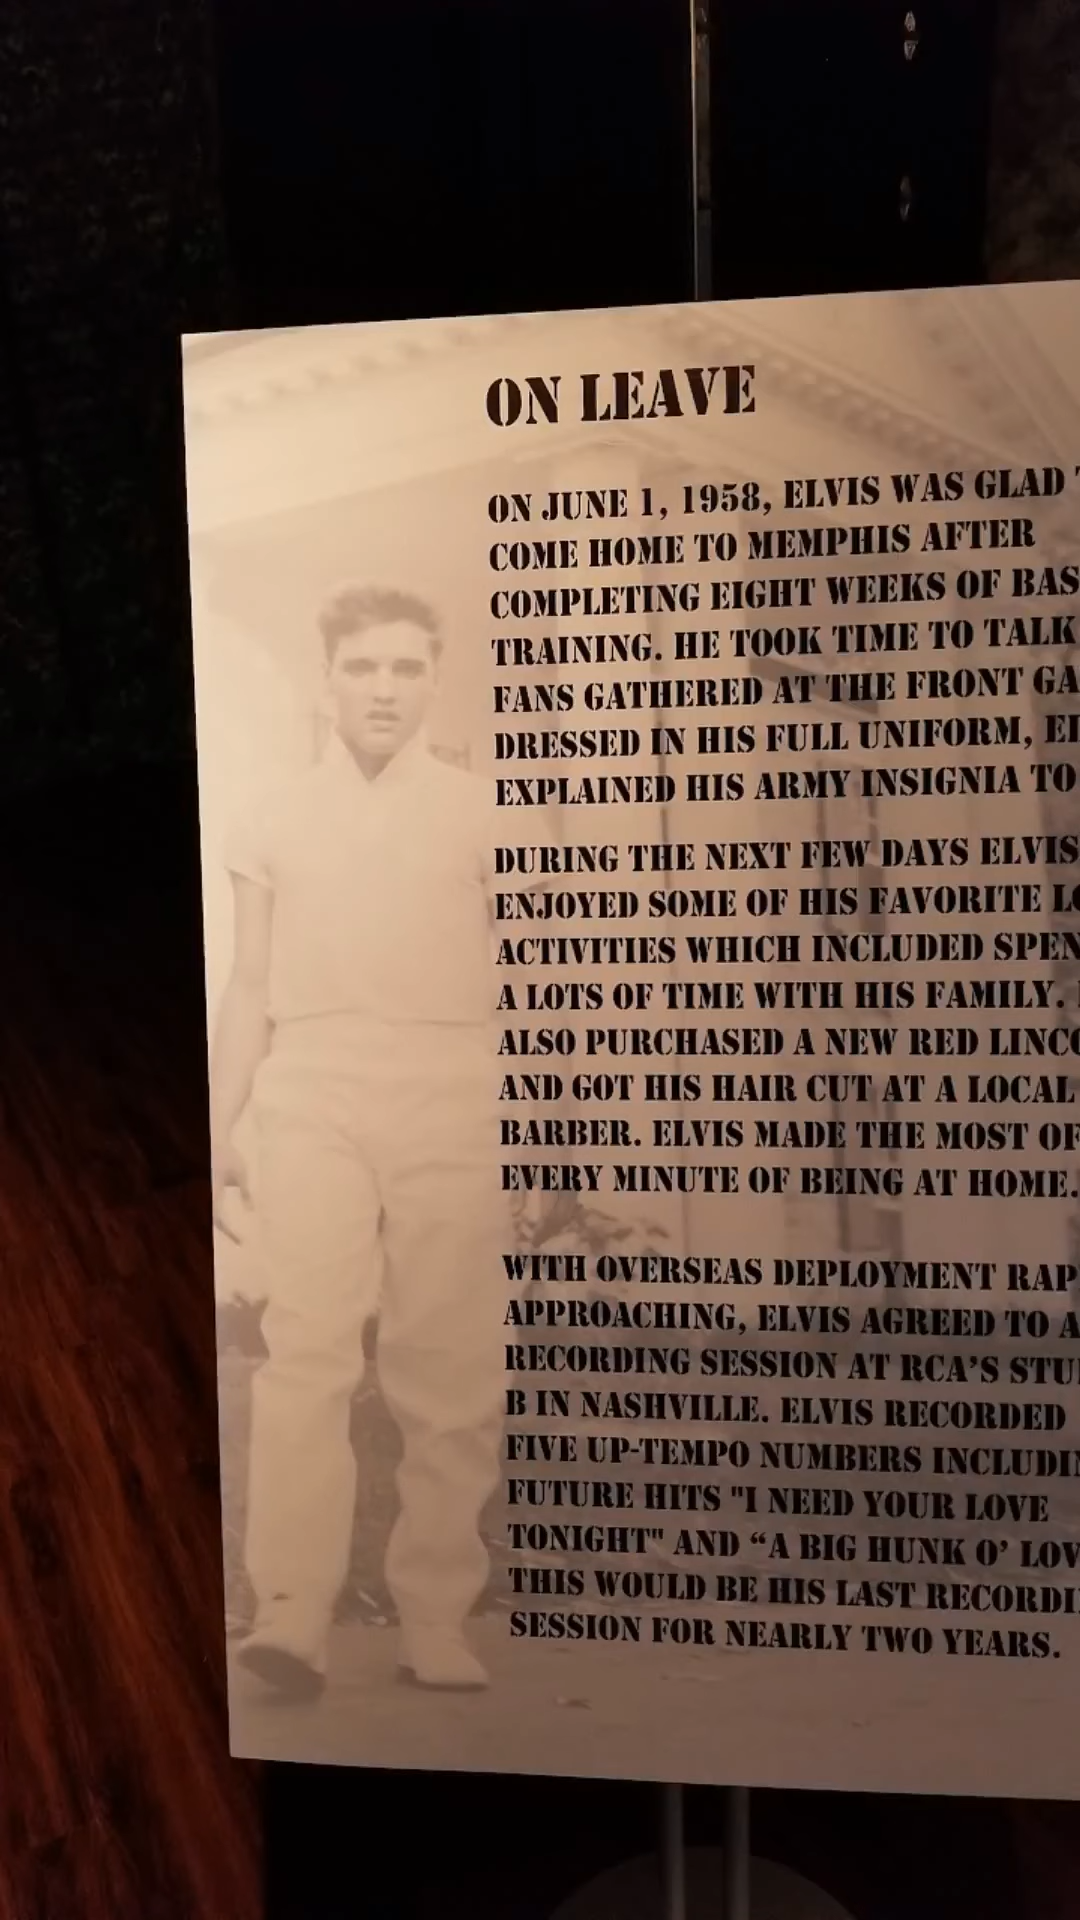 ON LEAVE
ON JUNE 1, 1958, ELVIS WAS GLAD
COME HOME TO MEMPHIS AFTER
COMPLETING EIGHT WEEKS OF BAS
TRAINING. HE TOOK TIME TO TALK
FANS GATHERED AT THE FRONT GA
DRESSED IN HIS FULL UNIFORM, EL
EXPLAINED HIS ARMY INSIGNIA TO
DURING THE NEXT FEW DAYS ELVIS
ENJOYED SOME OF HIS FAVORITE LO
ACTIVITIES WHICH INCLUDED SPEN
A LOTS OF TIME WITH HIS FAMILY.
ALSO PURCHASED A NEW RED LINCO
AND GOT HIS HAIR CUT AT A LOCAL
BARBER. ELVIS MADE THE MOST OF
EVERY MINUTE OF BEING AT HOME.
WITH OVERSEAS DEPLOYMENT RAP
APPROACHING, ELVIS AGREED TO A
RECORDING SESSION AT RCA'S STU
B IN NASHVILLE. ELVIS RECORDED
FIVE UP-TEMPO NUMBERS INCLUDIN
FUTURE HITS "I NEED YOUR LOVE
TONIGHT" AND “A BIG HUNK O’ LOV
THIS WOULD BE HIS LAST RECORDI
SESSION FOR NEARLY TWO YEARS.